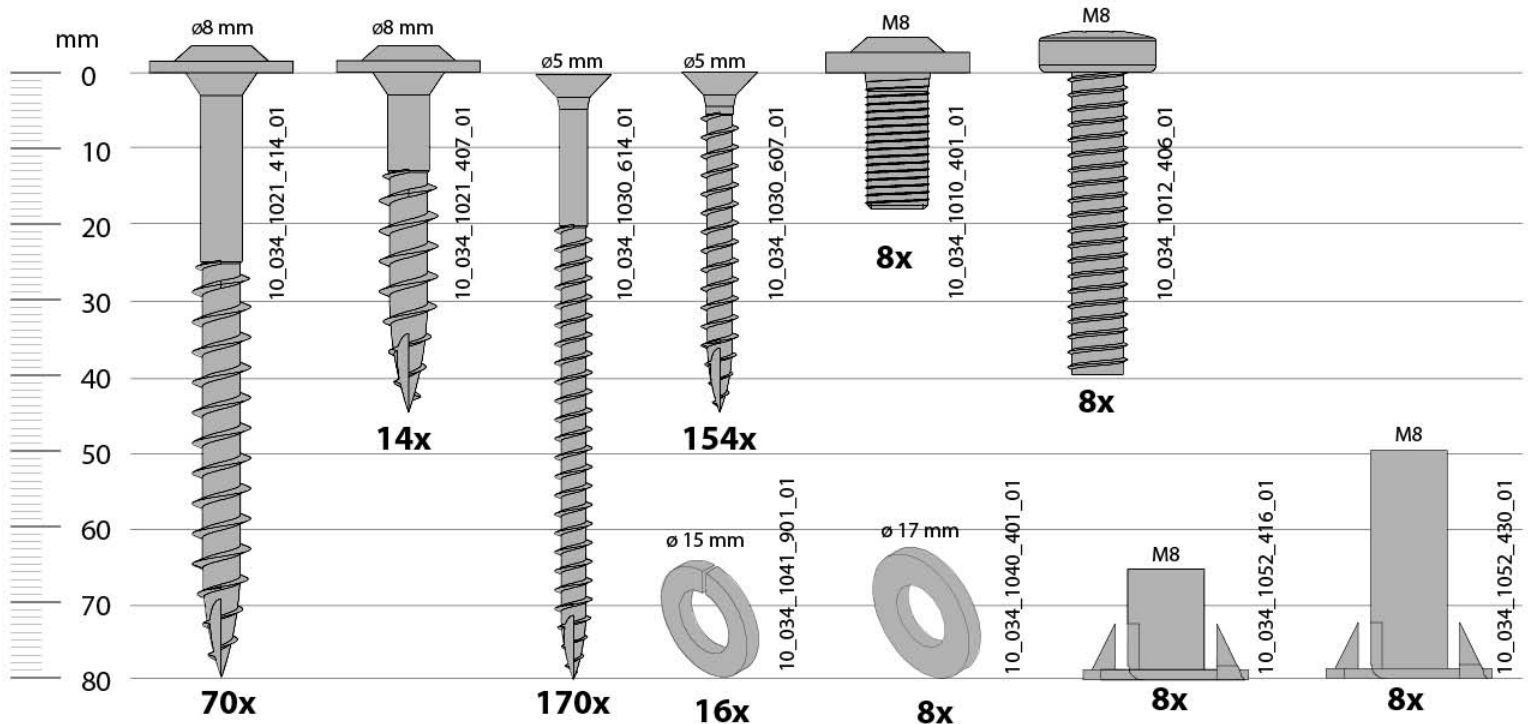 mm
0
10
20
30
40
50
60
70
80
ø8 mm
10_034_1021_414_01
70x
ø8 mm
10_034_1021_407_01
14x
ø5 mm
10_034_1030_614_01
170x
ø5 mm
10_034_1030_607_01
154x
M8
10_034_1010_401_01
8x
M8
10_034_1012_406_01
8x
ø 15 mm
10_034_1041_901_01
16x
ø 17 mm
10_034_1040_401_01
8x
M8
10_034_1052_416_01
8x
M8
10_034_1052_430_01
8x